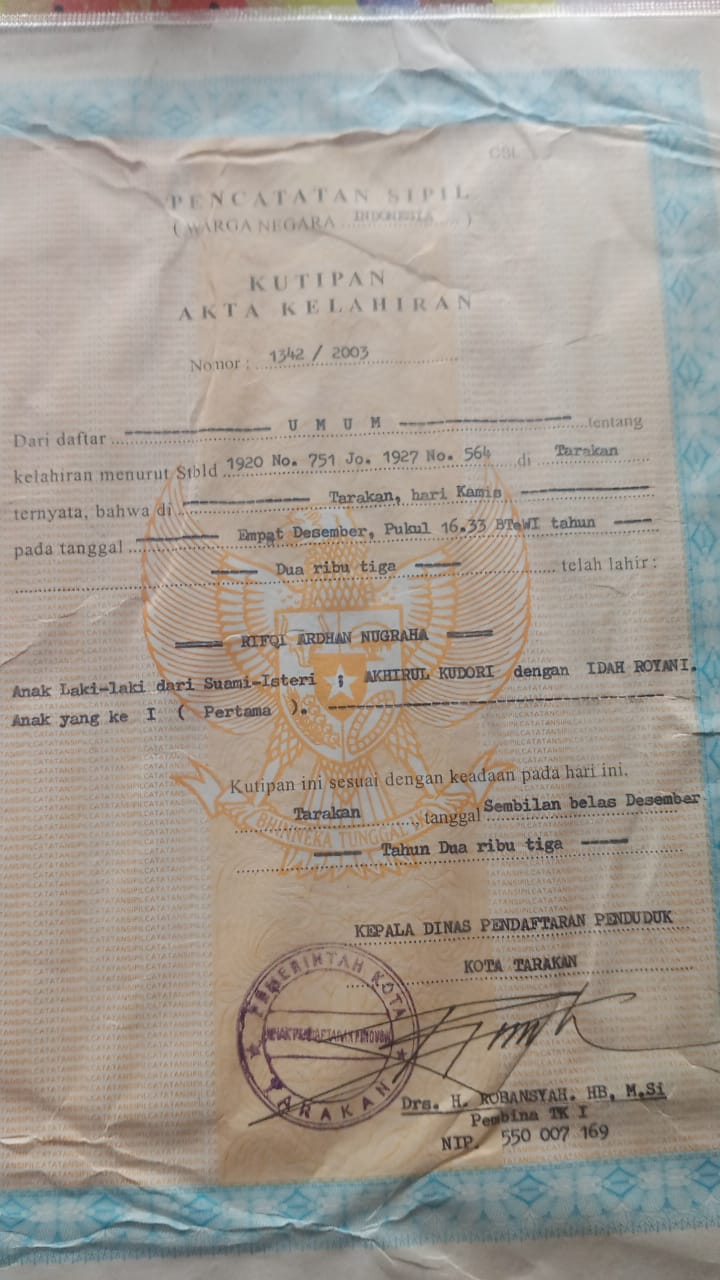 CSL
PENCATATAN SIPIL
(WARGA NEGARA INDONESIA)
KUTIPAN
AKTA KELAHIRAN
Nomor : 1342 / 2003
Dari daftar U M U M tentang
kelahiran menurut Stbld 1920 No. 751 Jo. 1927 No. 564 di Tarakan
ternyata, bahwa di Tarakan, hari Kamis
pada tanggal Empat Desember, Pukul 16.33 BTeWI tahun
Dua ribu tiga telah lahir :
RIFQI ARDHAN NUGRAHA
Anak Laki-laki dari Suami-Isteri : AKHIRUL KUDORI dengan IDAH ROYANI.
Anak yang ke I ( Pertama ).
Kutipan ini sesuai dengan keadaan pada hari ini.
Tarakan, tanggal Sembilan belas Desember
BHINNEKA TUNGGAL
Tahun Dua ribu tiga
KEPALA DINAS PENDAFTARAN PENDUDUK
KOTA TARAKAN
PEMERINTAH KOTA
TARAKAN
Drs. H. ROBANSYAH. HB, M.Si
Pembina TK I
NIP. 550 007 169